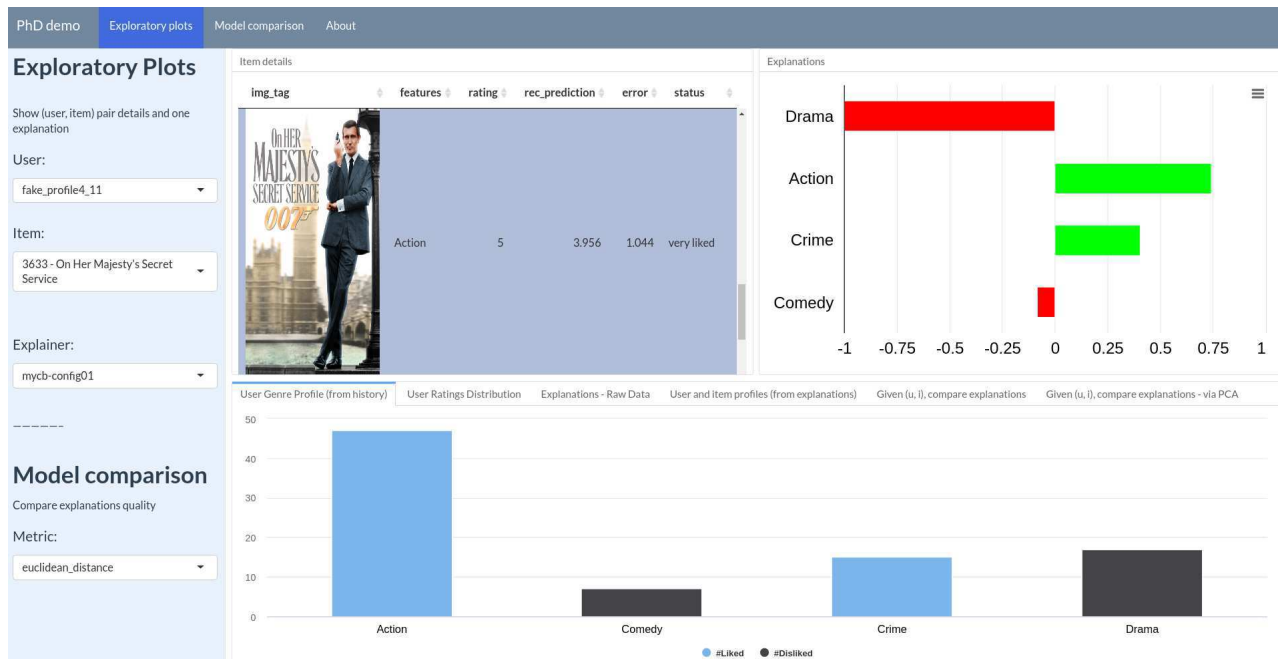 PhD demo Exploratory plots Model comparison About
Exploratory Plots
Show (user, item) pair details and one
explanation
User:
fake_profile4_11
Item:
3633 - On Her Majesty's Secret
Service
Explainer:
mycb-config01
—————–
Model comparison
Compare explanations quality
Metric:
euclidean_distance
Item details
img_tag features rating rec_prediction error status
On HER
MAJESTY'S
SECRET SERVICE
007
Action 5 3.956 1.044 very liked
Explanations
Drama
Action
Crime
Comedy
-1 -0.75 -0.5 -0.25 0 0.25 0.5 0.75 1
User Genre Profile (from history) User Ratings Distribution Explanations - Raw Data User and item profiles (from explanations) Given (u, i), compare explanations Given (u, i), compare explanations - via PCA
50
40
30
20
10
0
Action Comedy Crime Drama
#Liked #Disliked